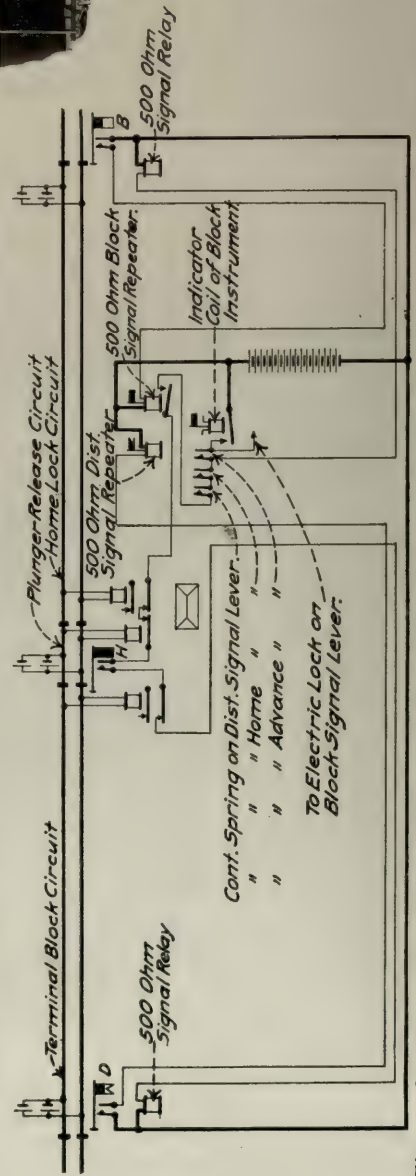 Terminal Block Circuit
Plunger-Release Circuit
Home Lock Circuit
D
H
B
500 Ohm
Signal Relay
500 Ohm Dist.
Signal Repeater
500 Ohm Block
Signal Repeater.
Indicator
Coil of Block
Instrument
500 Ohm
Signal Relay
Cont. Spring on Dist. Signal Lever.
" " " Home " "
" " " Advance " "
To Electric Lock on
Block Signal Lever.